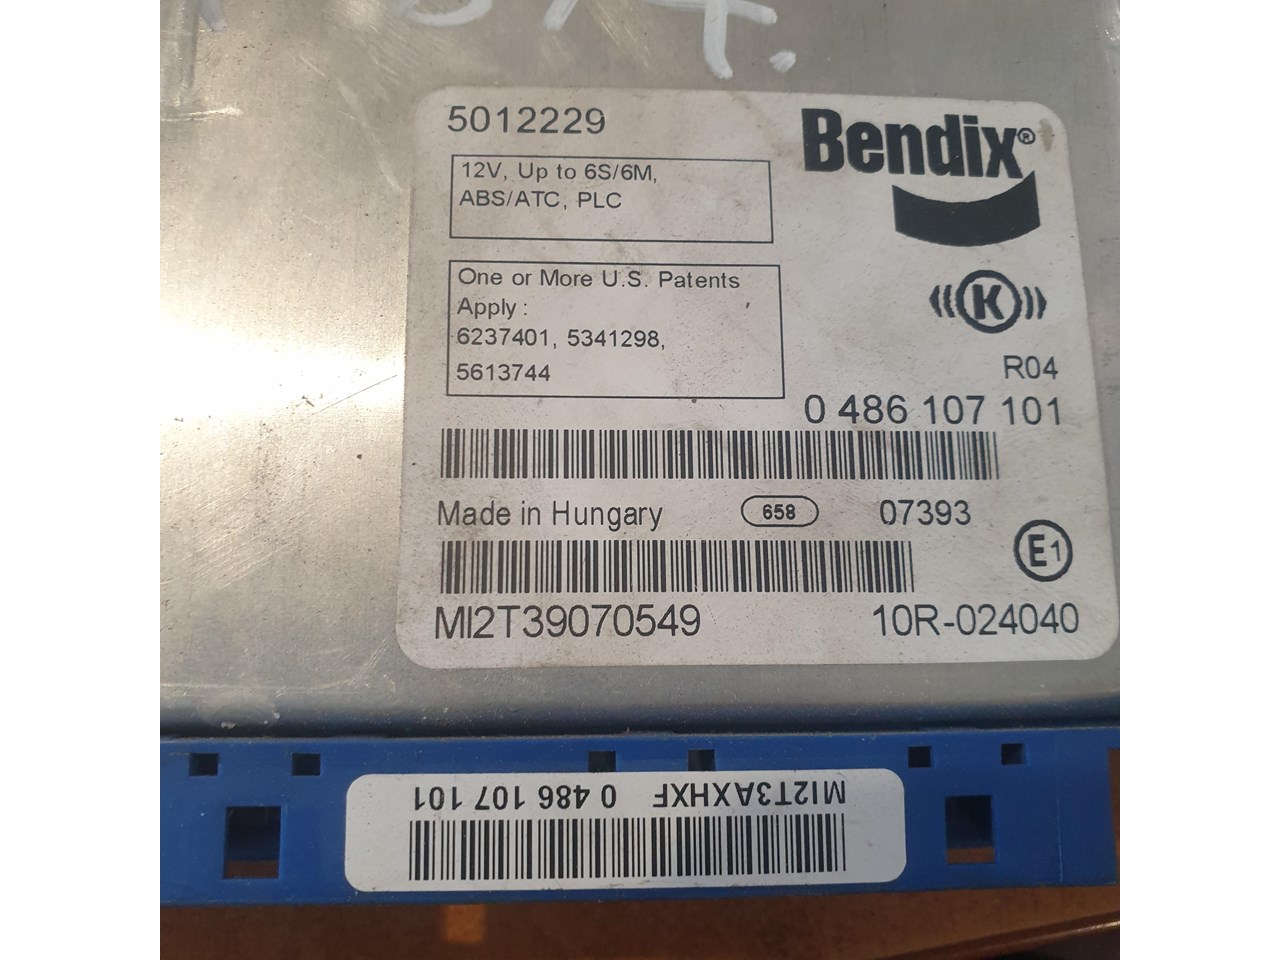 5012229
Bendix®
12V, Up to 6S/6M,
ABS/ATC, PLC
One or More U.S. Patents
Apply :
6237401, 5341298,
5613744
K
R04
0 486 107 101
Made in Hungary 658 07393
E1
MI2T39070549 10R-024040
MI2T3AXHXF 0 486 107 101